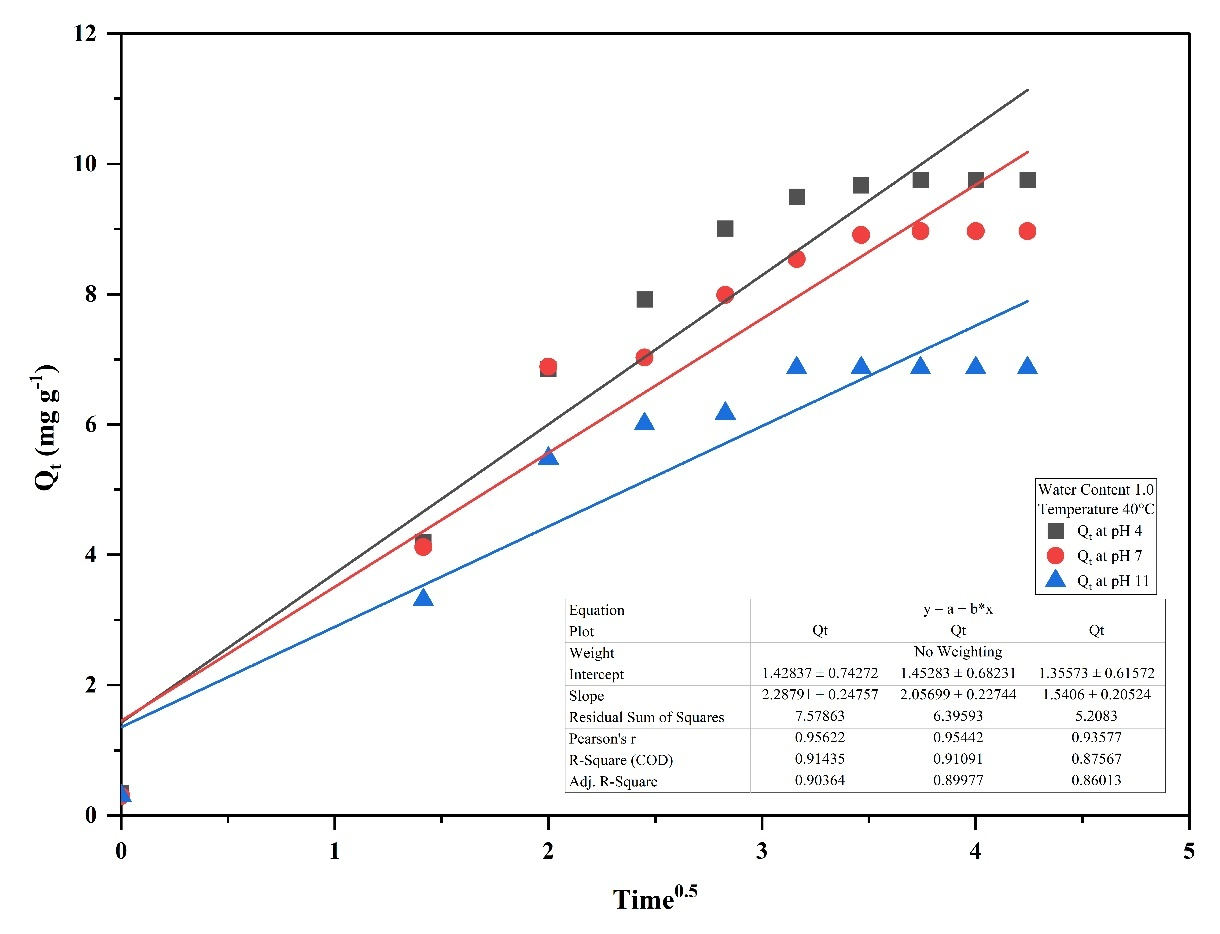 12
10
8
6
4
2
0
Qt (mg g-1)
0 1 2 3 4 5
Time0.5
Water Content 1.0
Temperature 40°C
Qt at pH 4
Qt at pH 7
Qt at pH 11
Equation y = a + b*x
Plot Qt Qt Qt
Weight No Weighting
Intercept 1.42837 ± 0.74272 1.45283 ± 0.68231 1.35573 ± 0.61572
Slope 2.28791 ± 0.24757 2.05699 ± 0.22744 1.5406 ± 0.20524
Residual Sum of Squares 7.57863 6.39593 5.2083
Pearson's r 0.95622 0.95442 0.93577
R-Square (COD) 0.91435 0.91091 0.87567
Adj. R-Square 0.90364 0.89977 0.86013